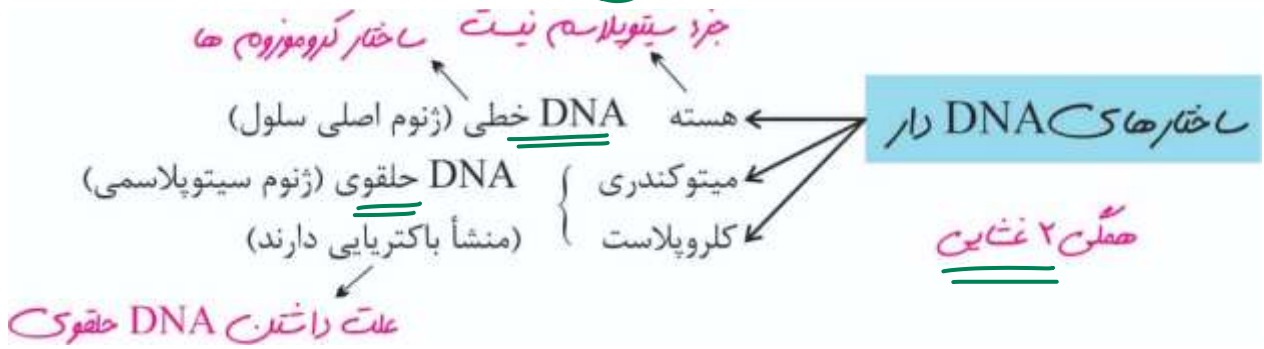 جزء سیتوپلاسم نیست
ساختار کروموزوم ها
ساختارهای DNA دار
هسته DNA خطی (ژنوم اصلی سلول)
میتوکندری
کلروپلاست
DNA حلقوی (ژنوم سیتوپلاسمی)
(منشأ باکتریایی دارند)
همگی ۲ غشایی
علت داشتن DNA حلقوی